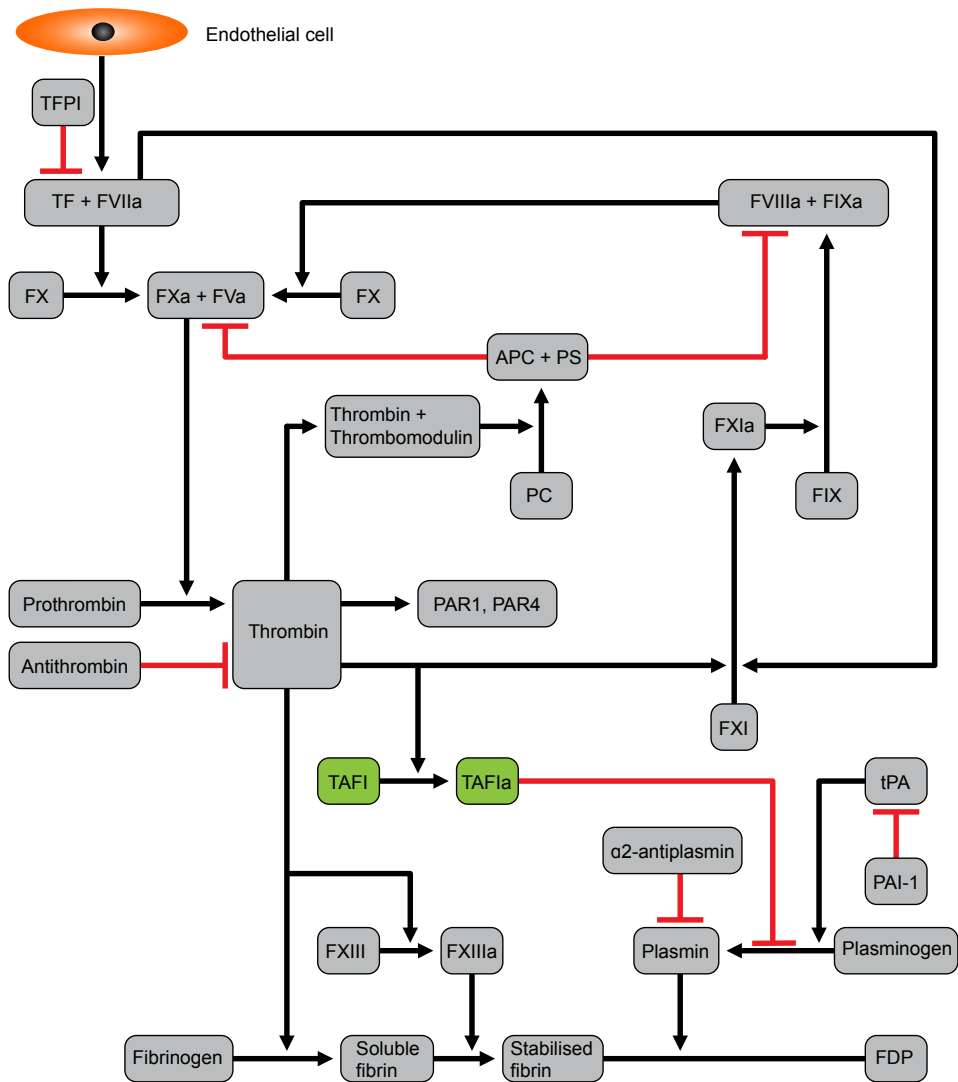 Endothelial cell
TFPI
TF + FVIIa
FVIIIa + FIXa
FX
FXa + FVa
FX
APC + PS
Thrombin +
Thrombomodulin
FXIa
PC
FIX
Prothrombin
Thrombin
PAR1, PAR4
Antithrombin
FXI
TAFI
TAFIa
tPA
α2-antiplasmin
PAI-1
FXIII
FXIIIa
Plasmin
Plasminogen
Fibrinogen
Soluble
fibrin
Stabilised
fibrin
FDP